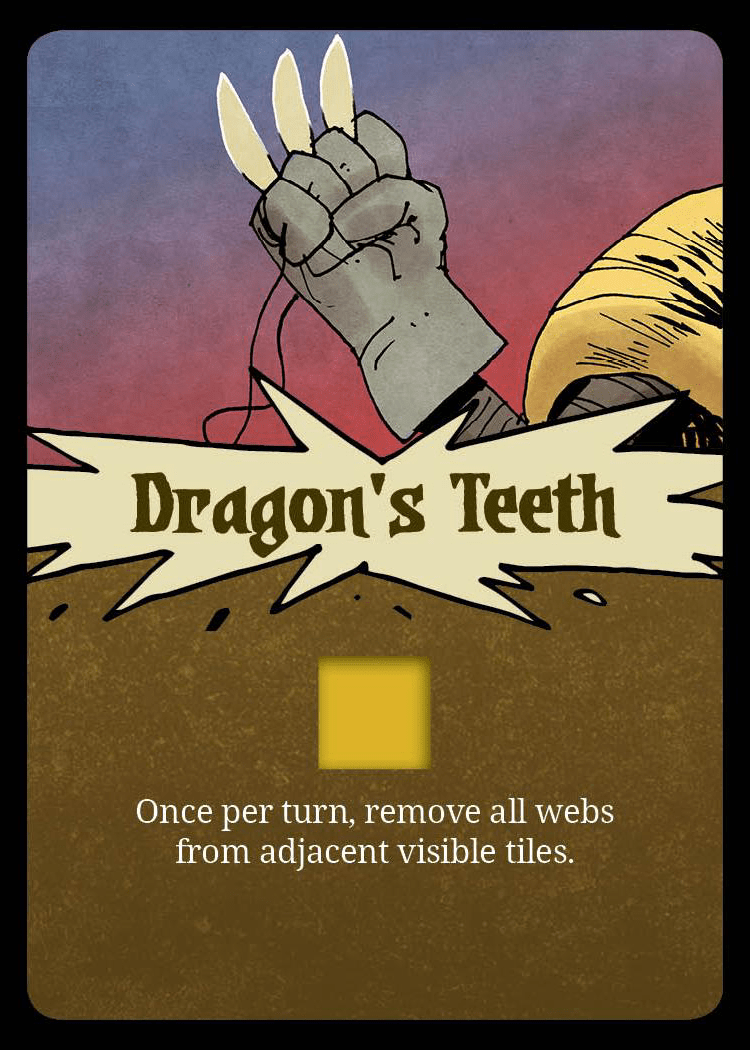 Dragon's Teeth
Once per turn, remove all webs
from adjacent visible tiles.